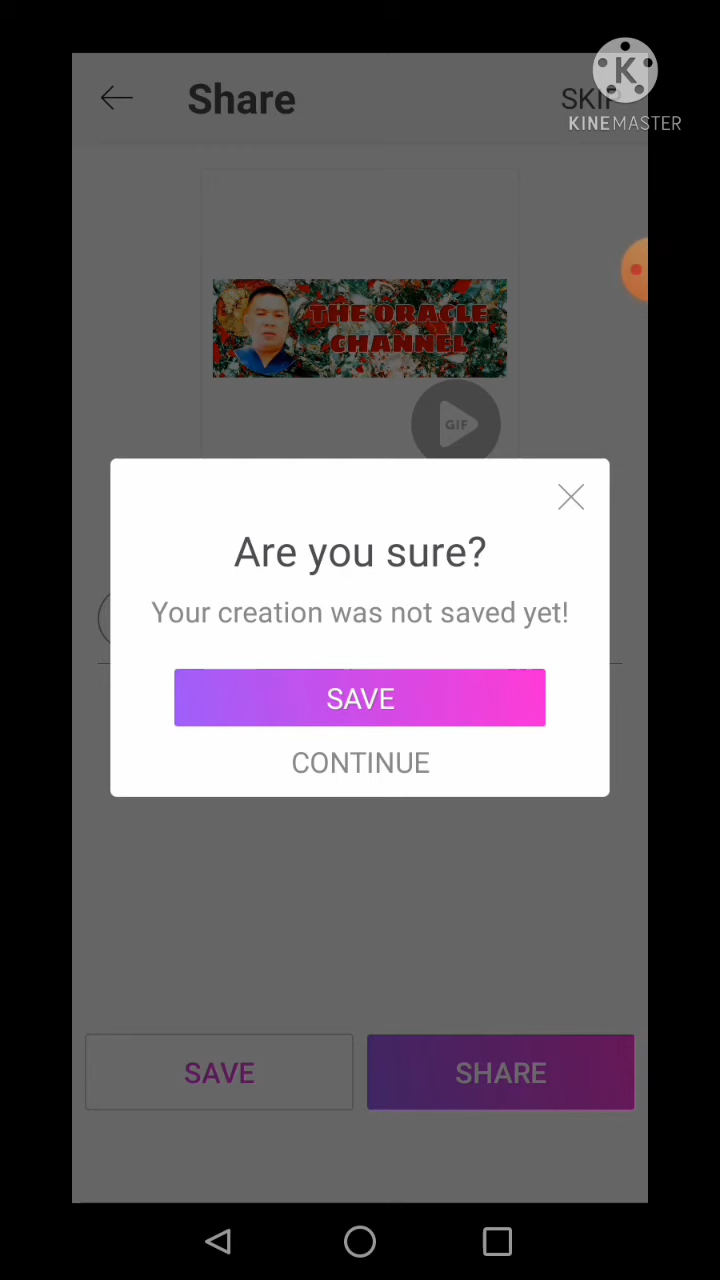 Share
SKIP
K
KINEMASTER
THE ORACLE
CHANNEL
GIF
Are you sure?
Your creation was not saved yet!
SAVE
CONTINUE
SAVE
SHARE